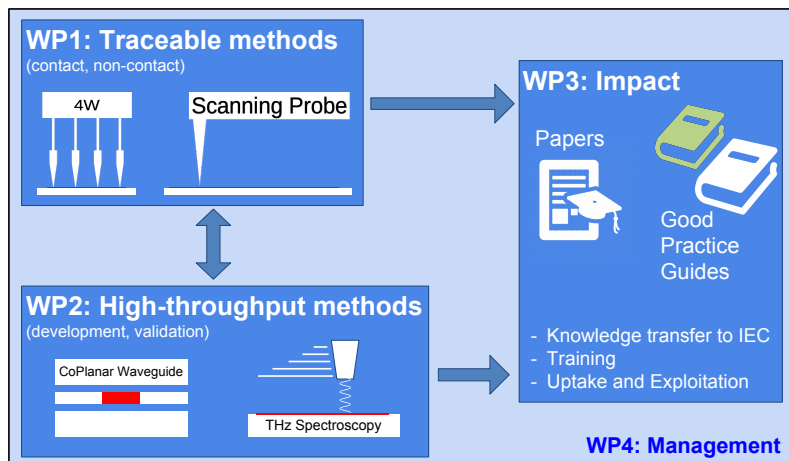 WP1: Traceable methods
(contact, non-contact)
4W
Scanning Probe
WP2: High-throughput methods
(development, validation)
CoPlanar Waveguide
THz Spectroscopy
WP3: Impact
Papers
Good
Practice
Guides
- Knowledge transfer to IEC
- Training
- Uptake and Exploitation
WP4: Management